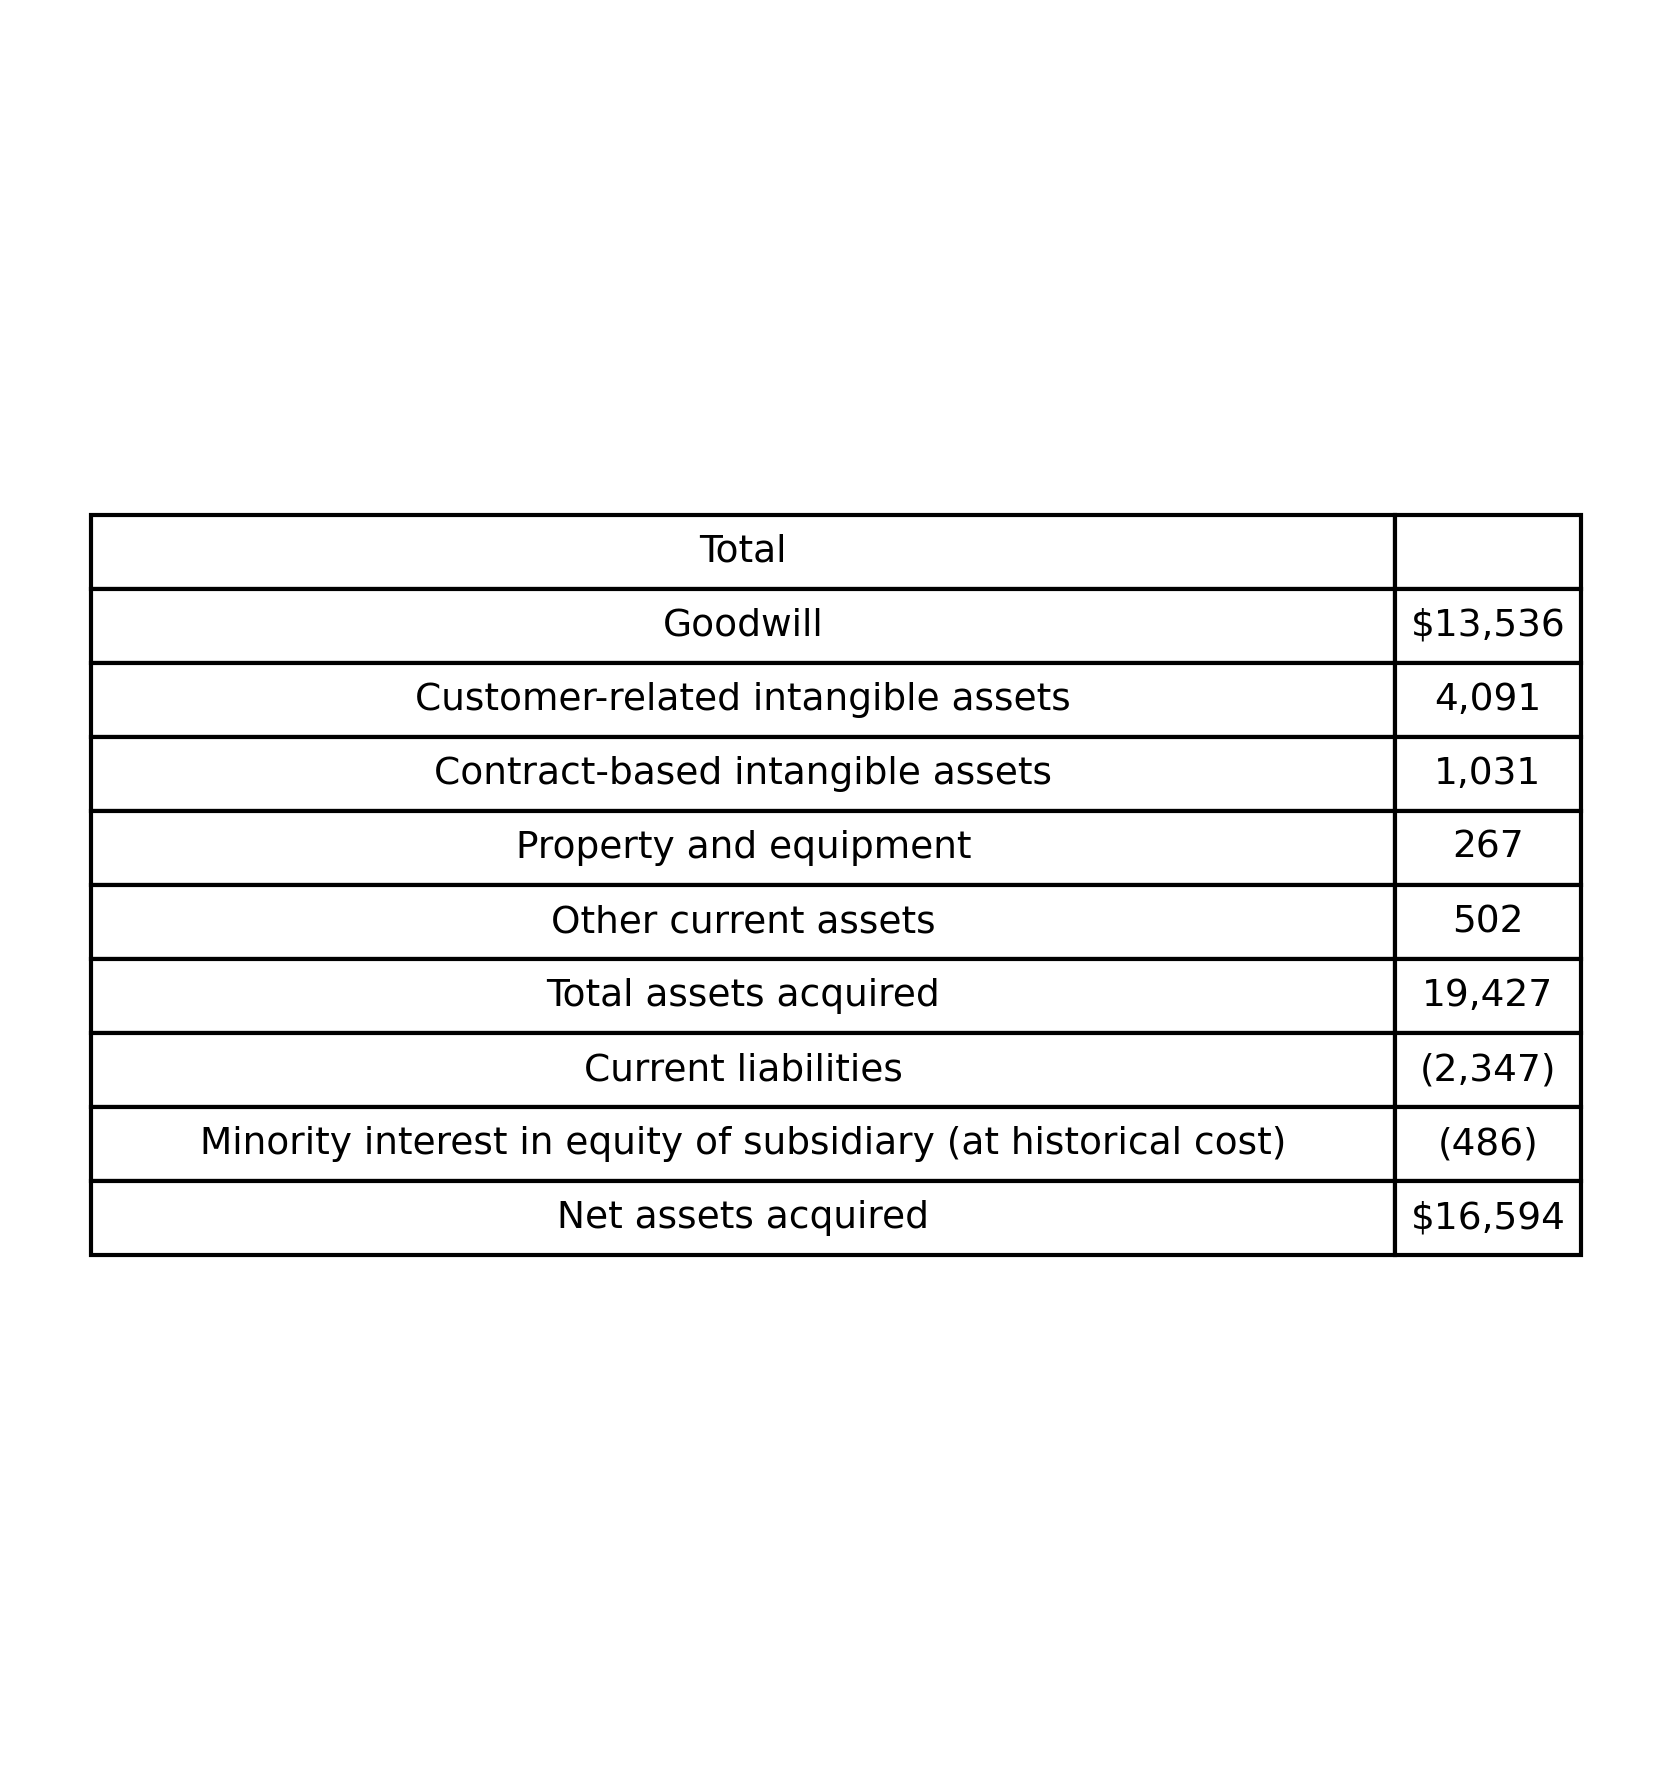 Total
Goodwill $13,536
Customer-related intangible assets 4,091
Contract-based intangible assets 1,031
Property and equipment 267
Other current assets 502
Total assets acquired 19,427
Current liabilities (2,347)
Minority interest in equity of subsidiary (at historical cost) (486)
Net assets acquired $16,594